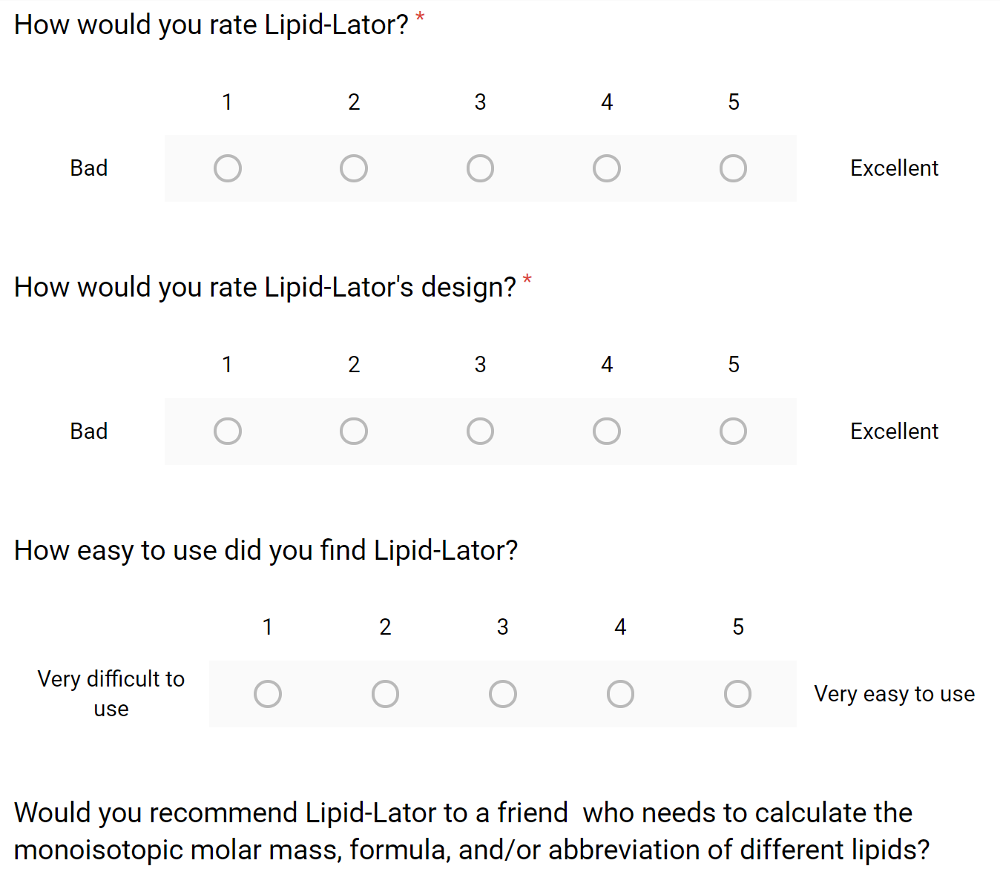 How would you rate Lipid-Lator? *
1 2 3 4 5
Bad Excellent
How would you rate Lipid-Lator's design? *
1 2 3 4 5
Bad Excellent
How easy to use did you find Lipid-Lator?
1 2 3 4 5
Very difficult to
use
Very easy to use
Would you recommend Lipid-Lator to a friend  who needs to calculate the
monoisotopic molar mass, formula, and/or abbreviation of different lipids?